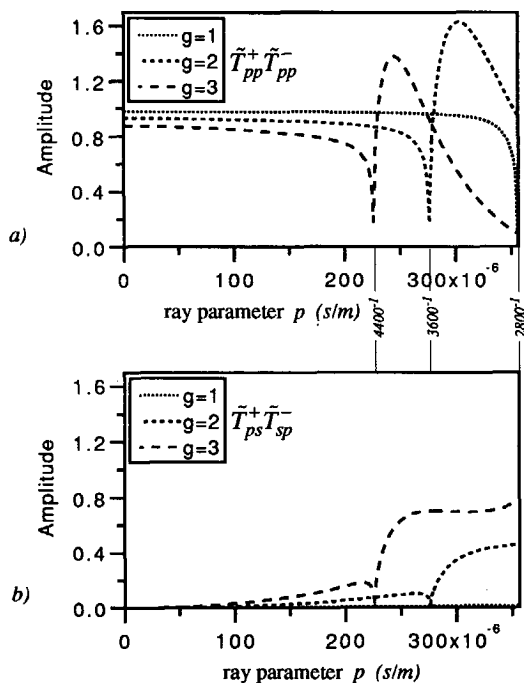 1.6
1.2
0.8
0.4
0.0
Amplitude
a)
g=1
g=2
g=3
T̃⁺pp T̃⁻pp
0
100
200
300x10⁻⁶
ray parameter p (s/m)
4400⁻¹
3600⁻¹
2800⁻¹
1.6
1.2
0.8
0.4
0.0
Amplitude
b)
g=1
g=2
g=3
T̃⁺ps T̃⁻sp
0
100
200
300x10⁻⁶
ray parameter p (s/m)